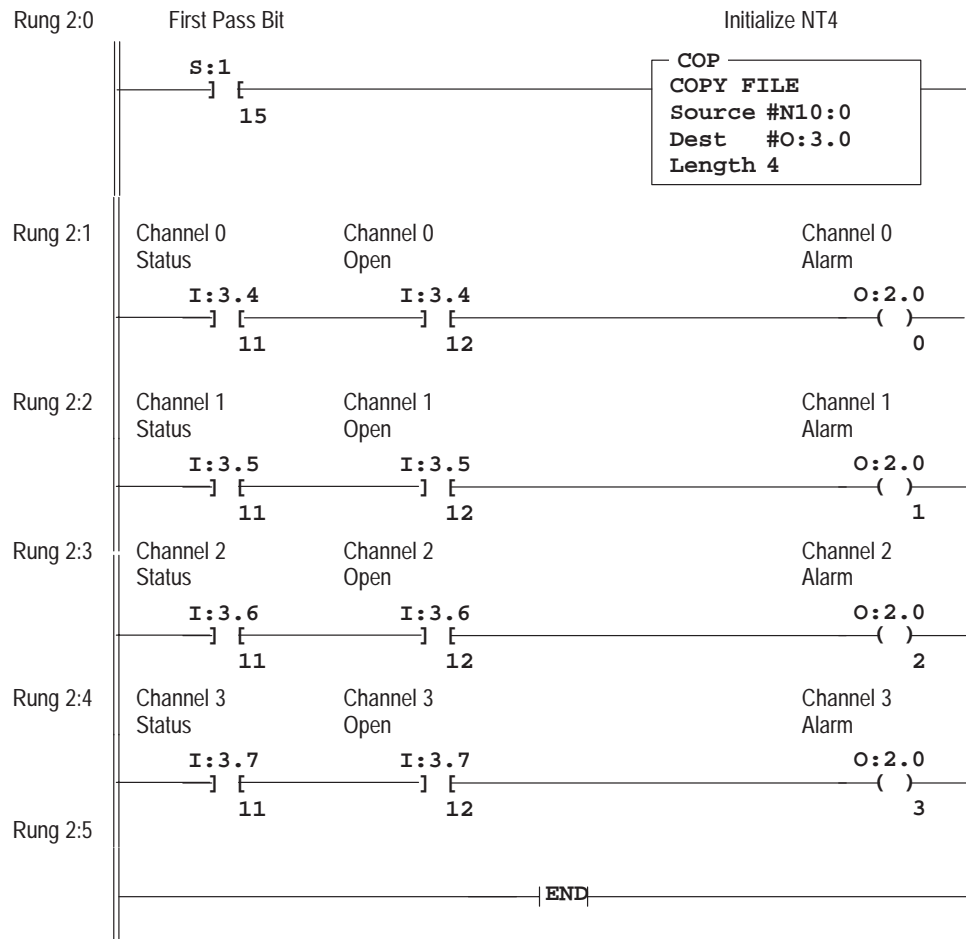 Rung 2:0 First Pass Bit Initialize NT4
S:1
] [
15
COP
COPY FILE
Source #N10:0
Dest #O:3.0
Length 4
Rung 2:1 Channel 0 Channel 0 Channel 0
Status Open Alarm
I:3.4 I:3.4 O:2.0
] [ ] [ ( )
11 12 0
Rung 2:2 Channel 1 Channel 1 Channel 1
Status Open Alarm
I:3.5 I:3.5 O:2.0
] [ ] [ ( )
11 12 1
Rung 2:3 Channel 2 Channel 2 Channel 2
Status Open Alarm
I:3.6 I:3.6 O:2.0
] [ ] [ ( )
11 12 2
Rung 2:4 Channel 3 Channel 3 Channel 3
Status Open Alarm
I:3.7 I:3.7 O:2.0
] [ ] [ ( )
11 12 3
Rung 2:5
END